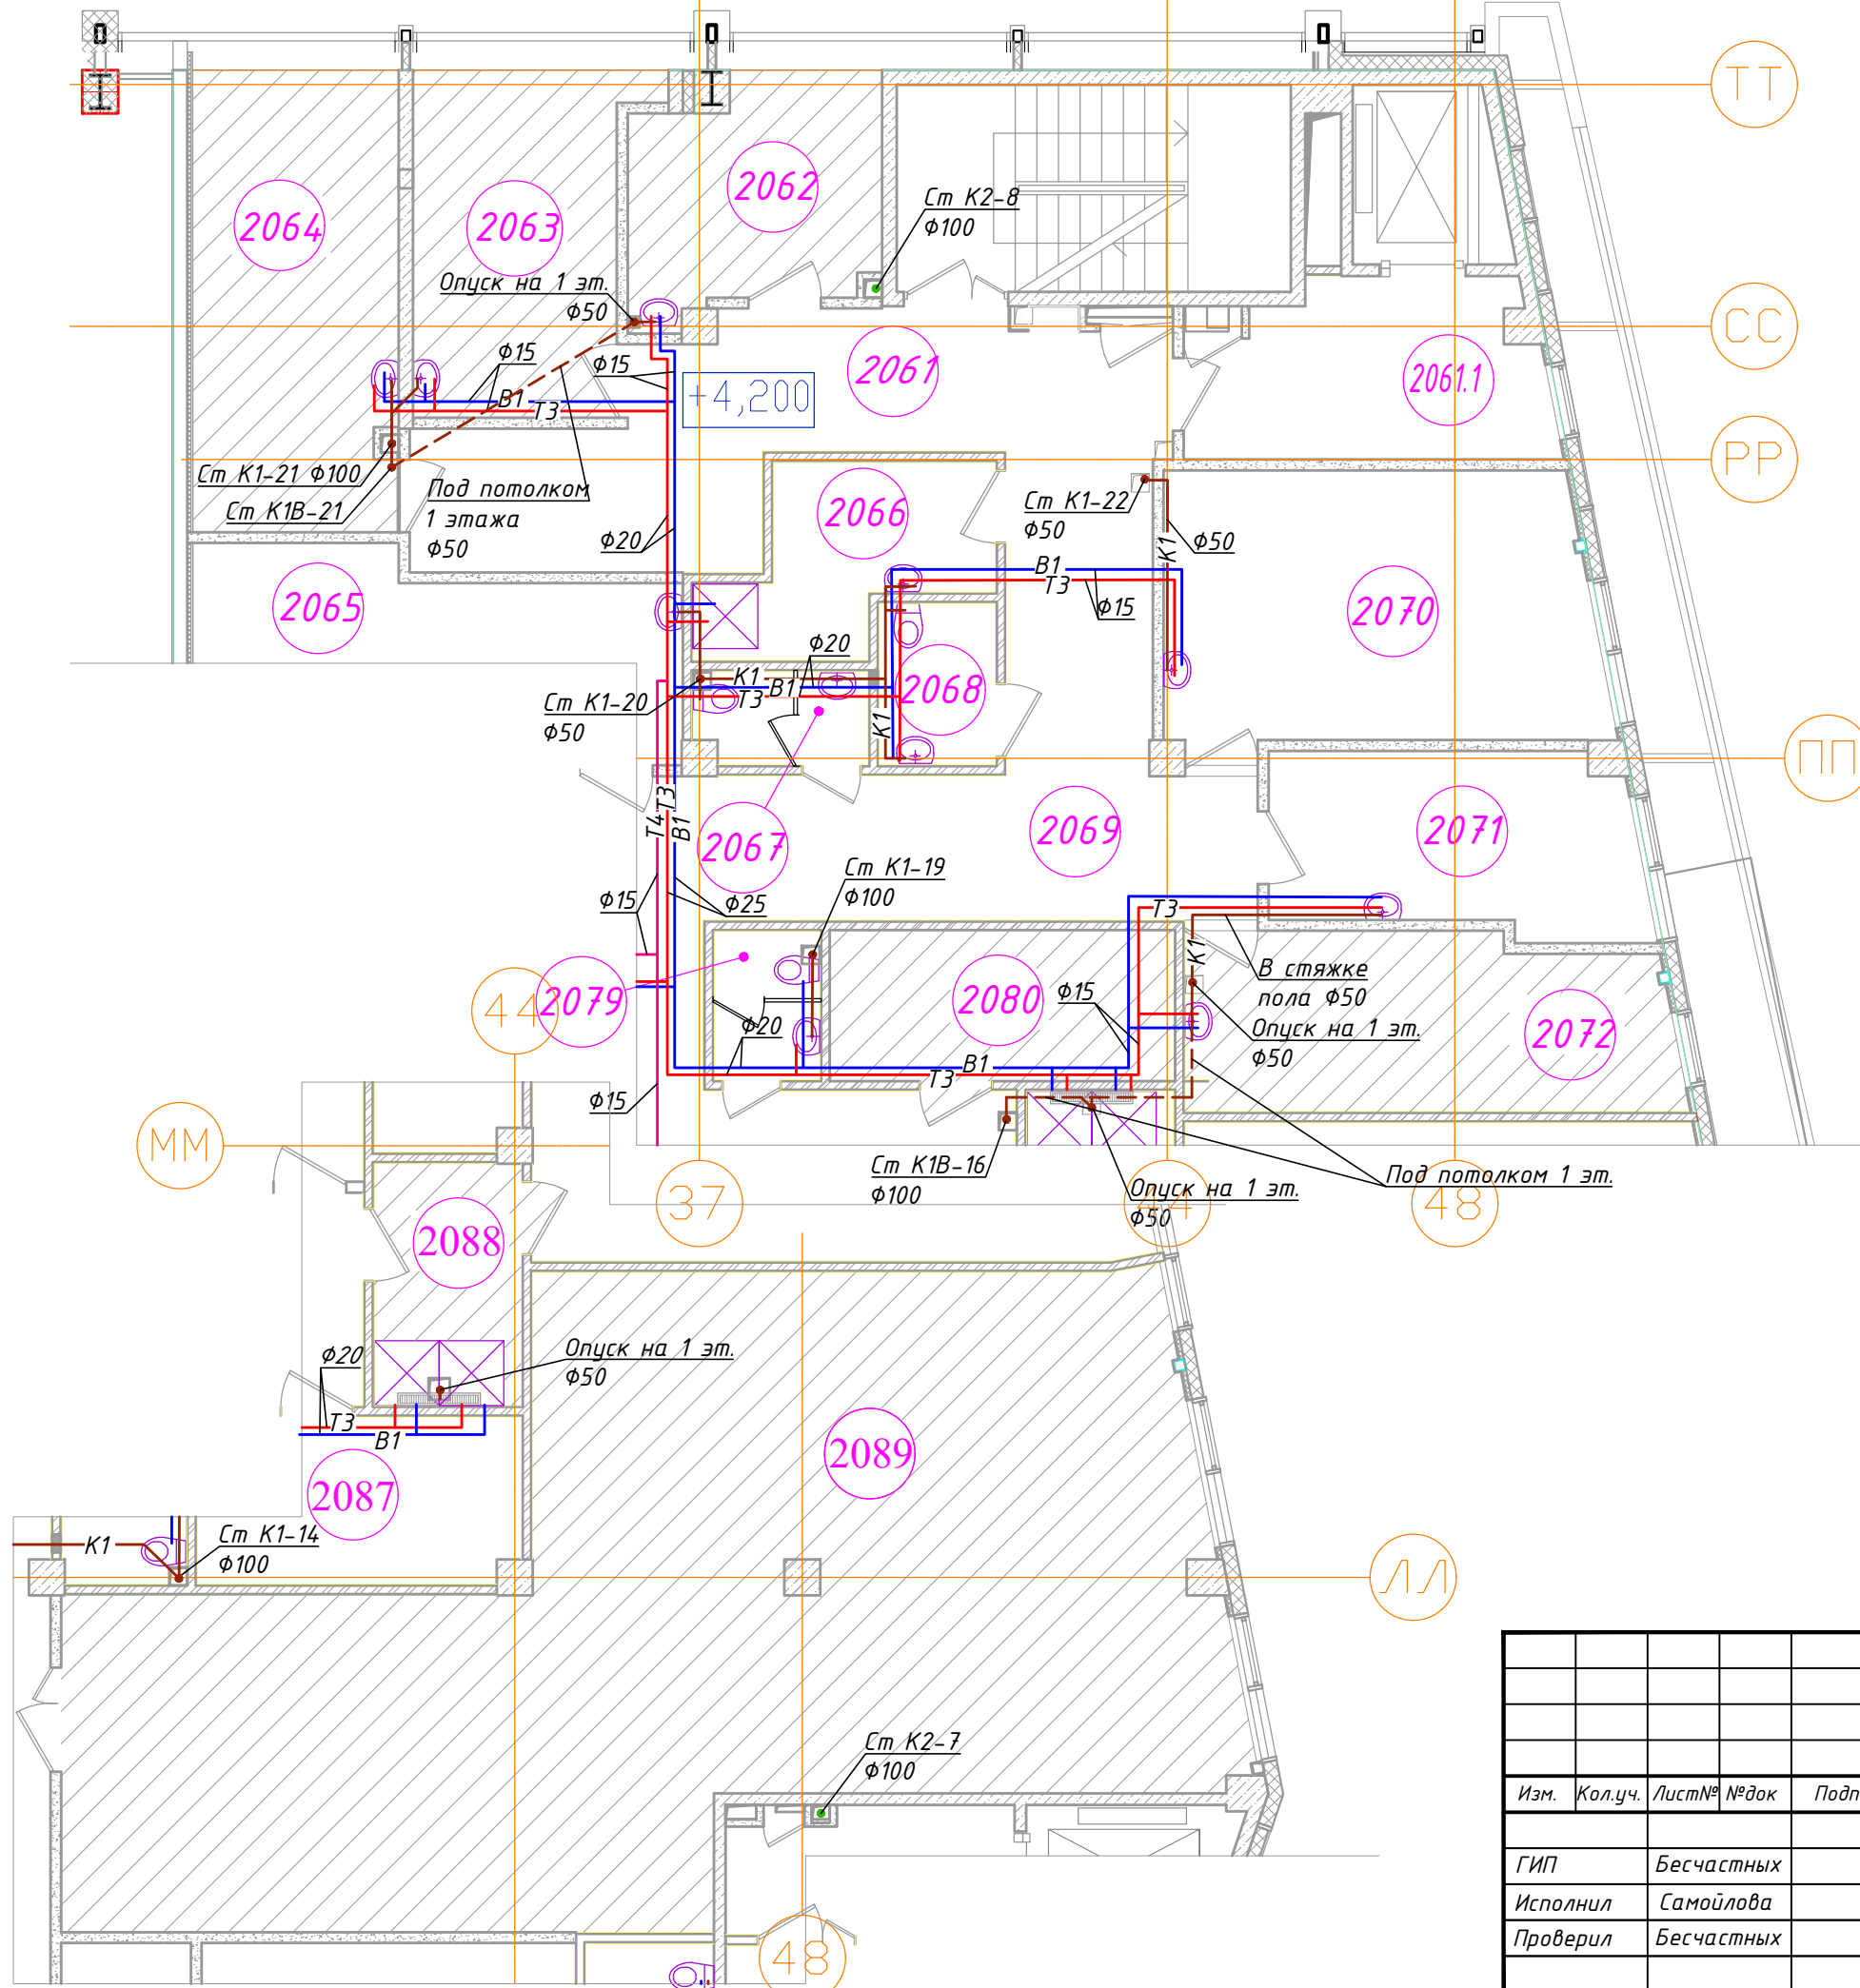 ТТ
2064
2063
2062
Ст К2-8
Ф100
Опуск на 1 эт.
Ф50
СС
2061
2061.1
Ф15
Ф15
В1
Т3
+4,200
РР
Ст К1-21 Ф100
Ст К1В-21
Под потолком
1 этажа
Ф50
Ф20
2066
Ст К1-22
Ф50
К1
Ф50
В1
Т3
Ф15
2065
2070
Ф20
К1
В1
Т3
2068
Ст К1-20
Ф50
К1
ПП
Т4
Т3
В1
2067
2069
2071
Ст К1-19
Ф100
Ф15
Ф25
Т3
К1
В стяжке
пола Ф50
44
2079
2080
Ф15
Опуск на 1 эт.
Ф50
2072
Ф20
В1
Т3
Ф15
ММ
Ст К1В-16
Ф100
Под потолком 1 эт.
Опуск на 1 эт.
Ф50
37
44
48
2088
Опуск на 1 эт.
Ф50
Ф20
Т3
В1
2089
2087
К1
Ст К1-14
Ф100
ЛЛ
Ст К2-7
Ф100
48
Изм. Кол.уч. Лист№ №док Подп
ГИП Бесчастных
Исполнил Самойлова
Проверил Бесчастных